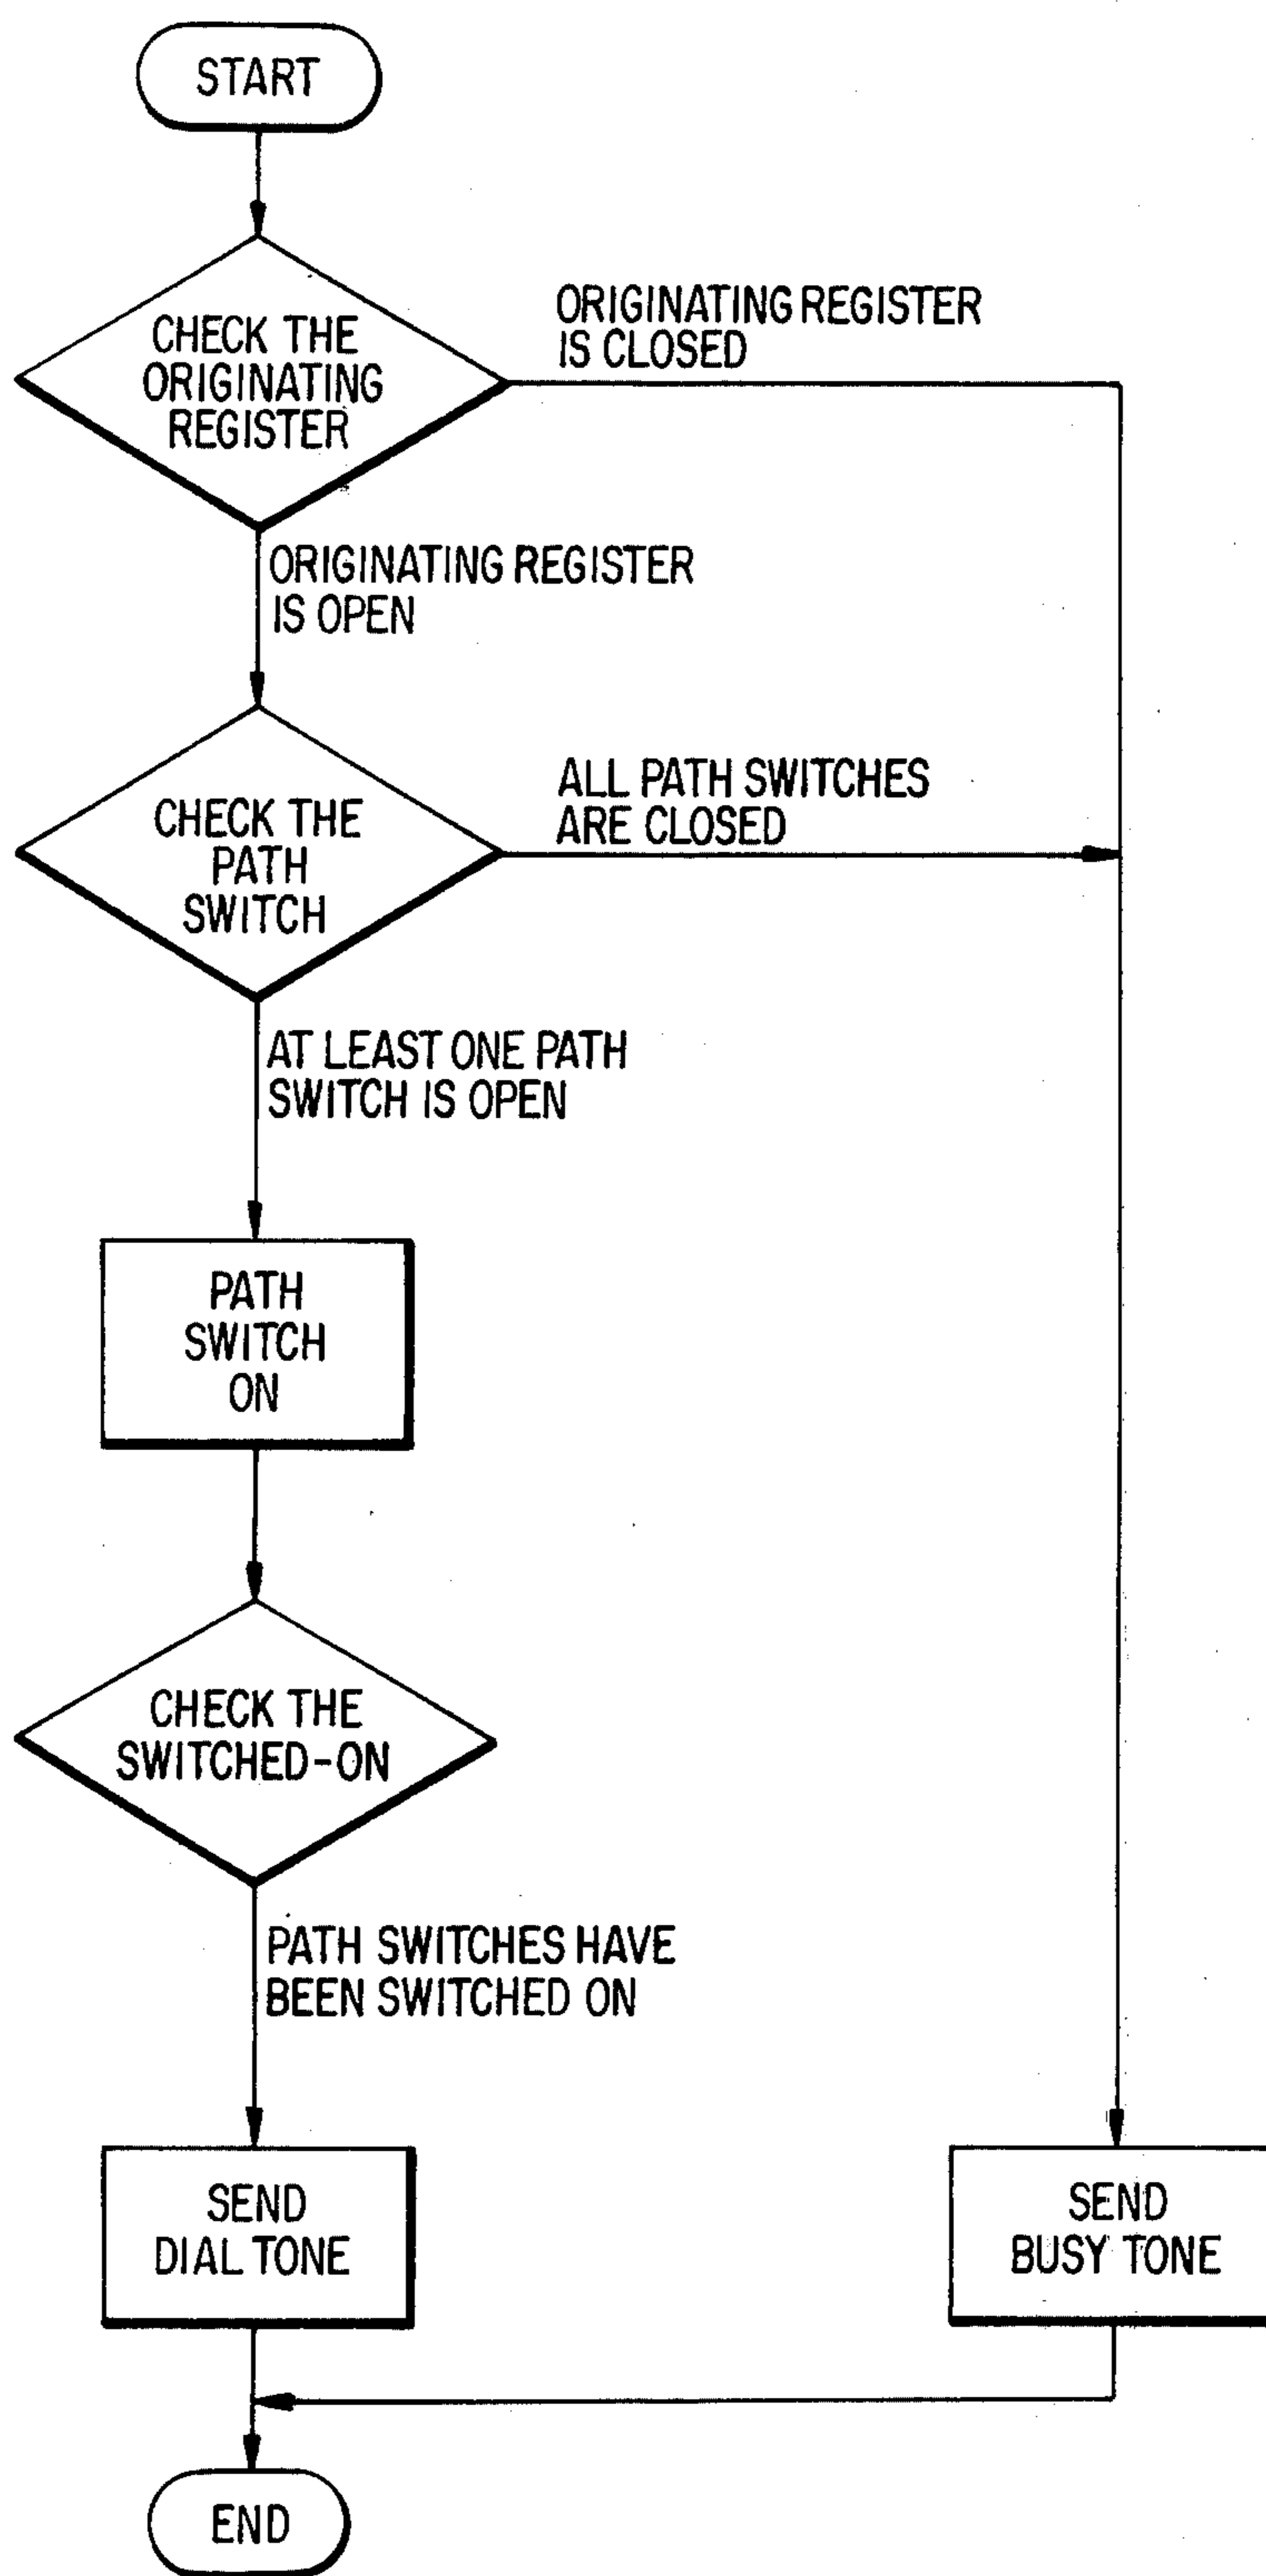 START
CHECK THE
ORIGINATING
REGISTER
ORIGINATING REGISTER
IS CLOSED
ORIGINATING REGISTER
IS OPEN
CHECK THE
PATH
SWITCH
ALL PATH SWITCHES
ARE CLOSED
AT LEAST ONE PATH
SWITCH IS OPEN
PATH
SWITCH
ON
CHECK THE
SWITCHED-ON
PATH SWITCHES HAVE
BEEN SWITCHED ON
SEND
DIAL TONE
SEND
BUSY TONE
END